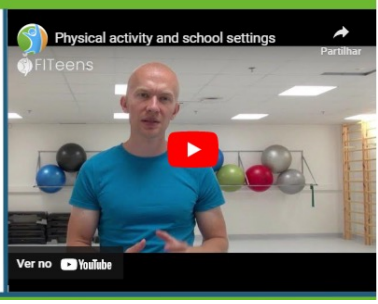 Physical activity and school settings
Partilhar
FITeens
Ver no YouTube